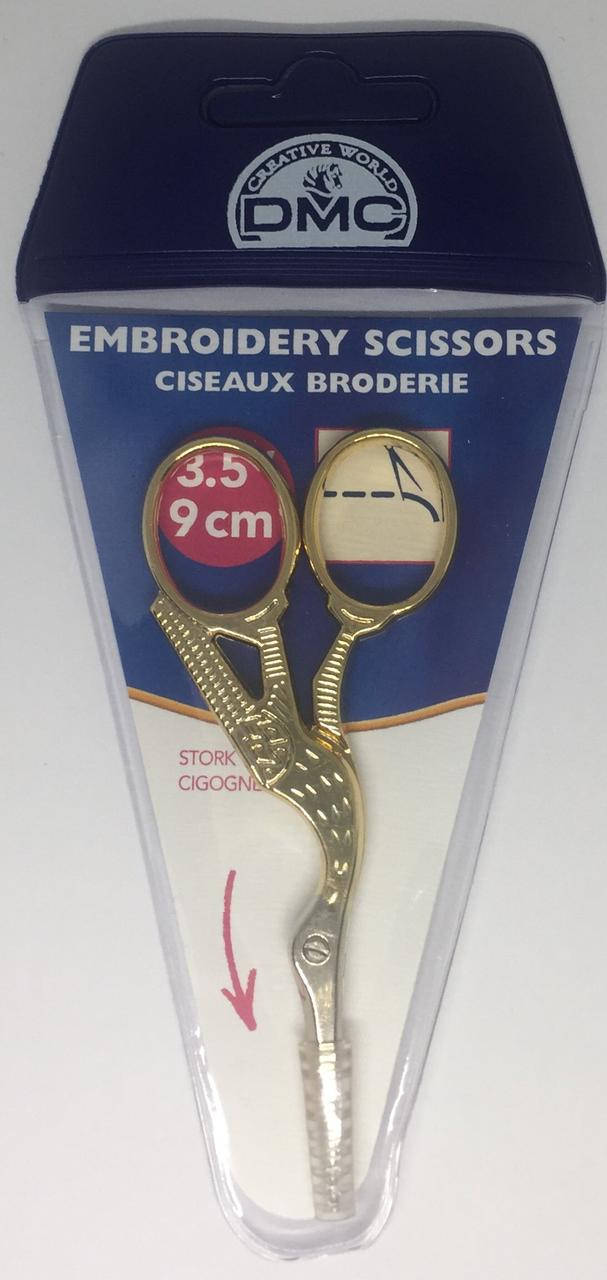 CREATIVE WORLD
DMC
EMBROIDERY SCISSORS
CISEAUX BRODERIE
3.5"
9 cm
STORK
CIGOGNE